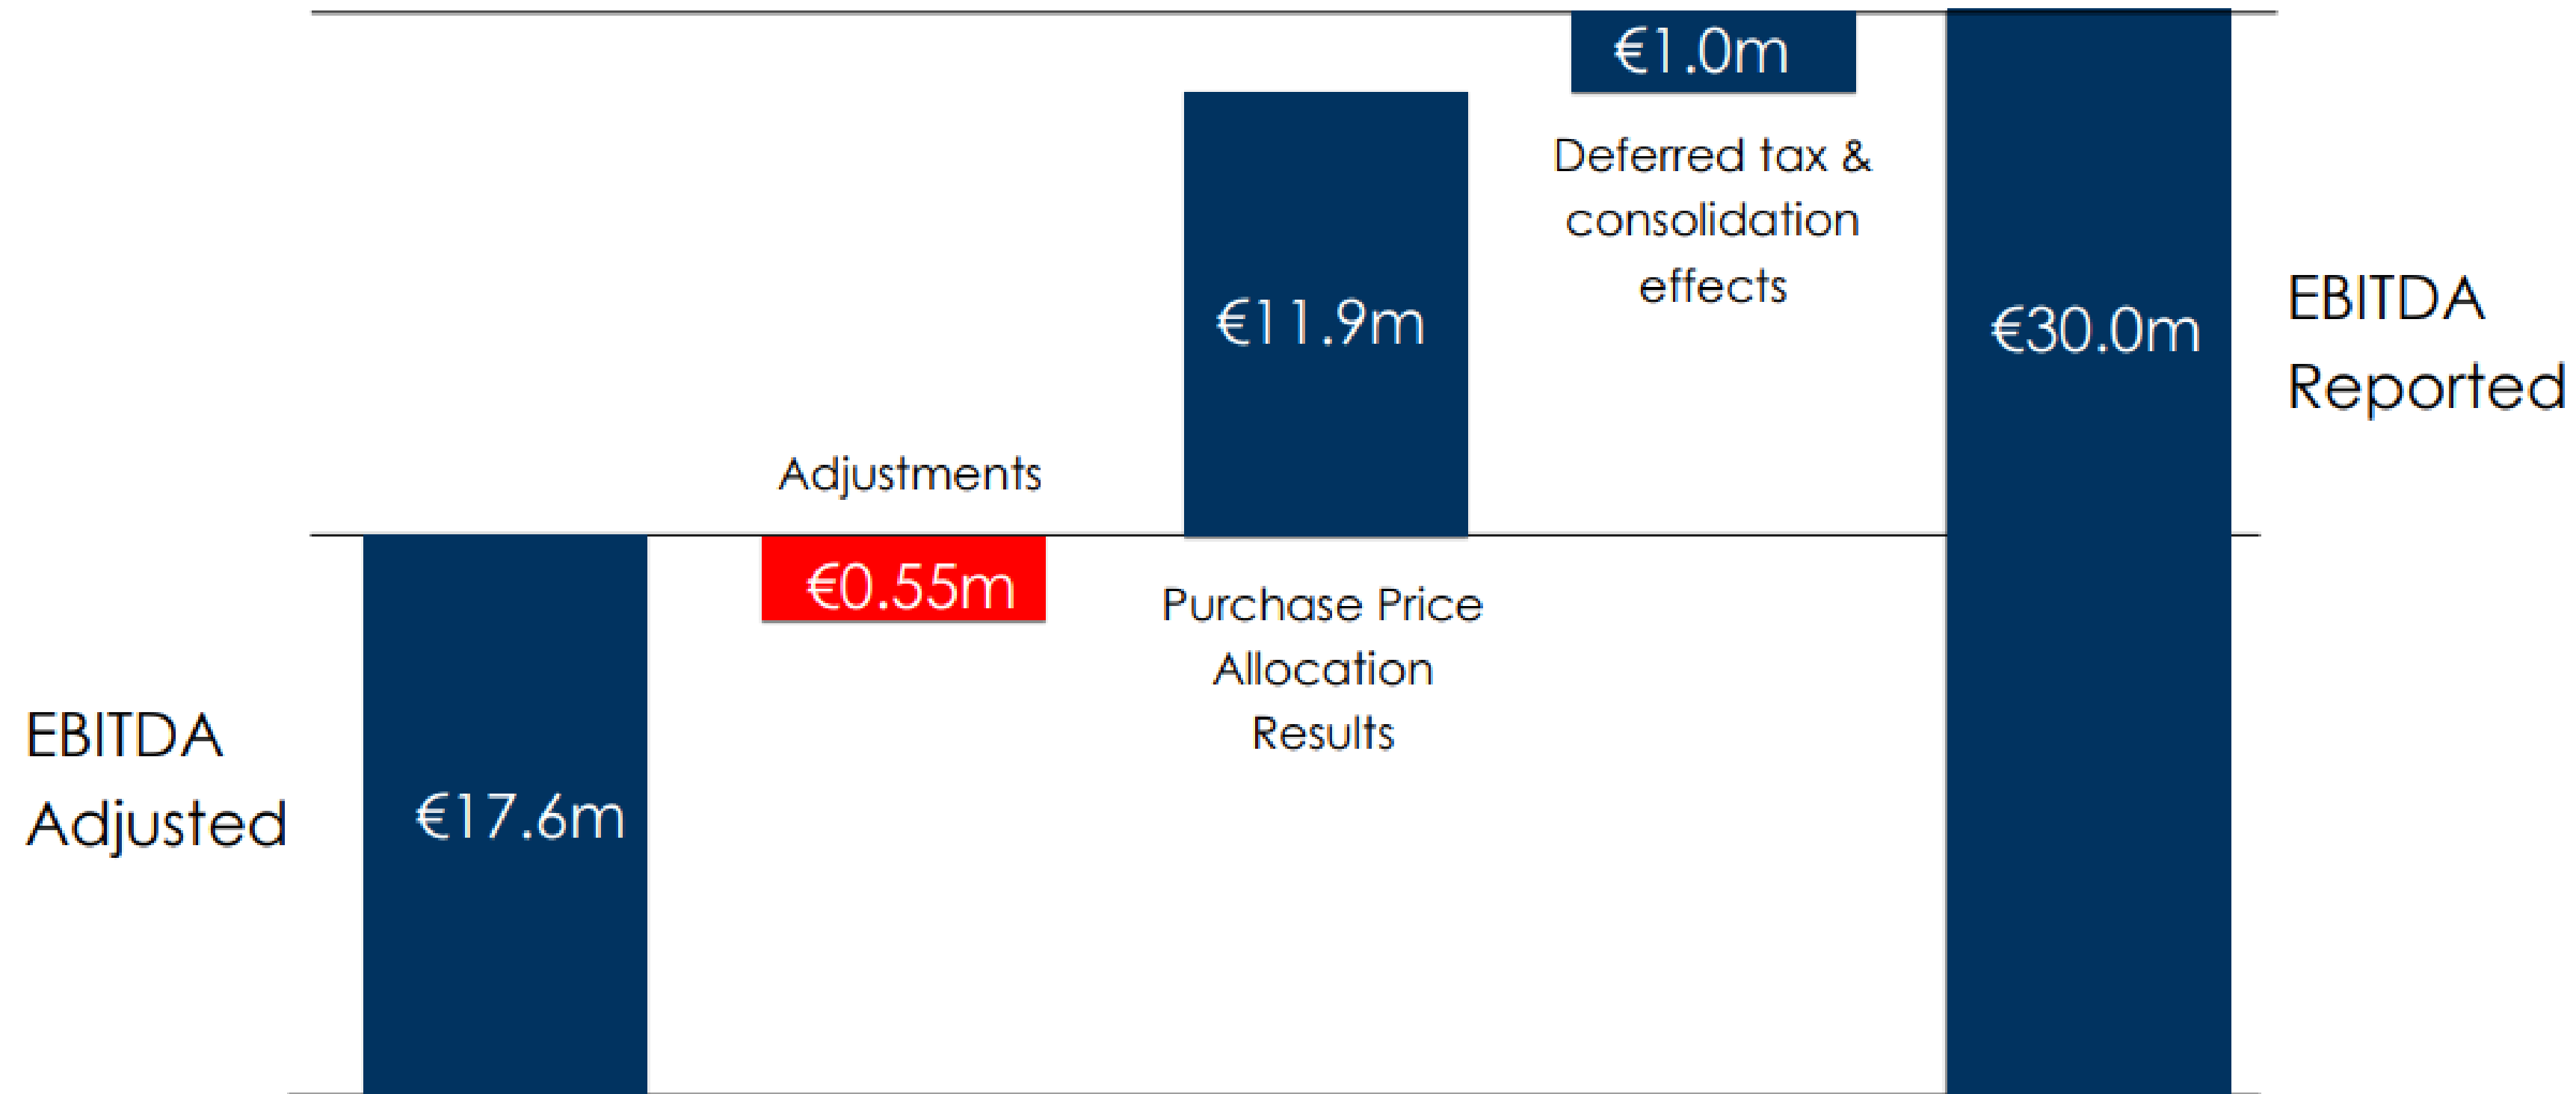 EBITDA
Adjusted
€17.6m
Adjustments
€0.55m
€11.9m
Purchase Price
Allocation
Results
€1.0m
Deferred tax &
consolidation
effects
€30.0m
EBITDA
Reported